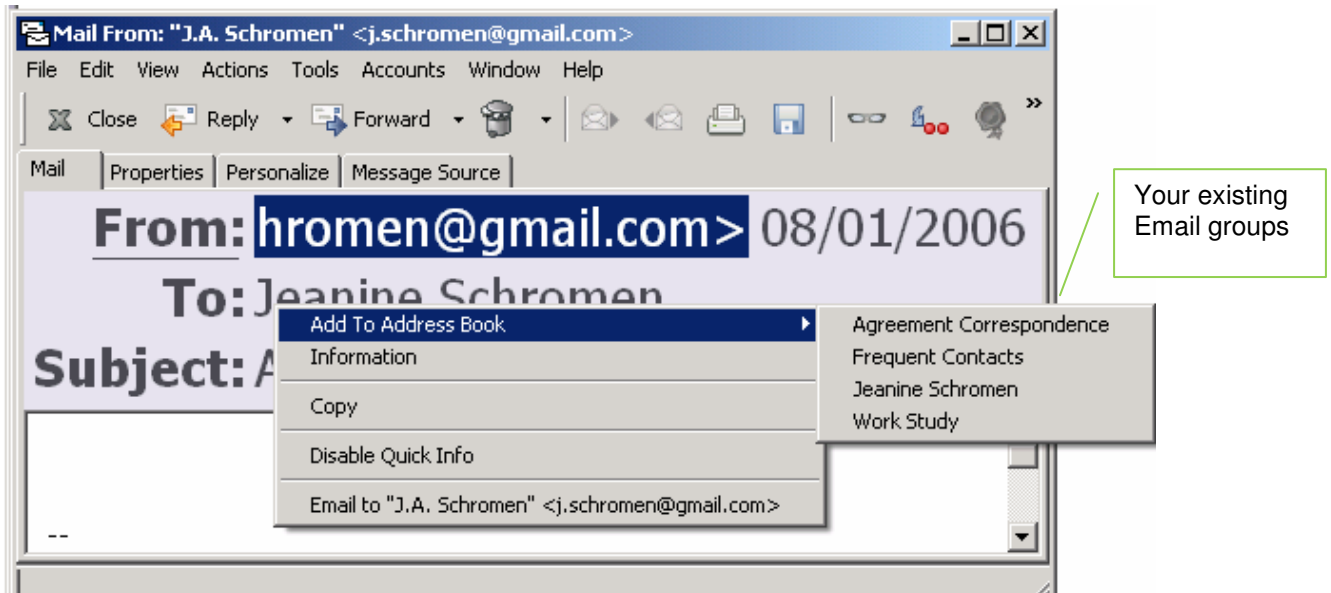 Mail From: "J.A. Schromen" <j.schromen@gmail.com>
File Edit View Actions Tools Accounts Window Help
Close Reply Forward »
Mail Properties Personalize Message Source
From: hromen@gmail.com> 08/01/2006
To: Jeanine Schromen
Subject: A
Your existing
Email groups
Add To Address Book
Information
Copy
Disable Quick Info
Email to "J.A. Schromen" <j.schromen@gmail.com>
Agreement Correspondence
Frequent Contacts
Jeanine Schromen
Work Study
--